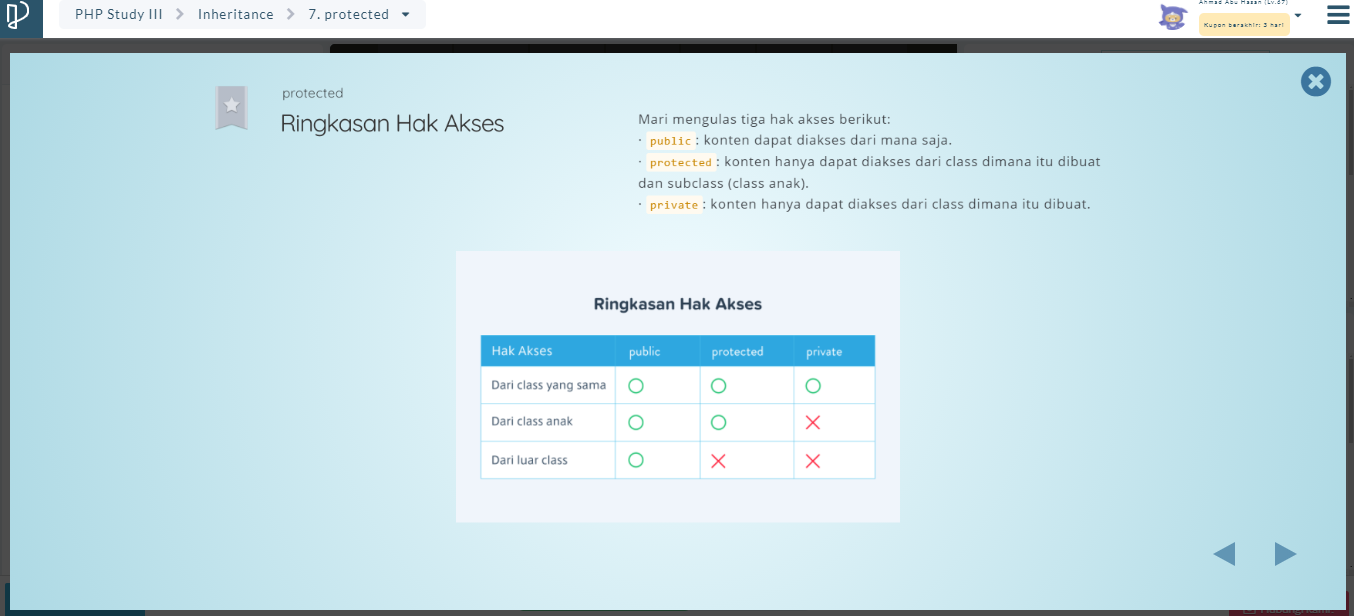 PHP Study III > Inheritance > 7. protected
Ahmad Abu Hasan (Lv.67)
Kupon berakhir: 3 hari
protected
Ringkasan Hak Akses
Mari mengulas tiga hak akses berikut:
· public : konten dapat diakses dari mana saja.
· protected : konten hanya dapat diakses dari class dimana itu dibuat
dan subclass (class anak).
· private : konten hanya dapat diakses dari class dimana itu dibuat.
Ringkasan Hak Akses
Hak Akses public protected private
Dari class yang sama
Dari class anak
Dari luar class